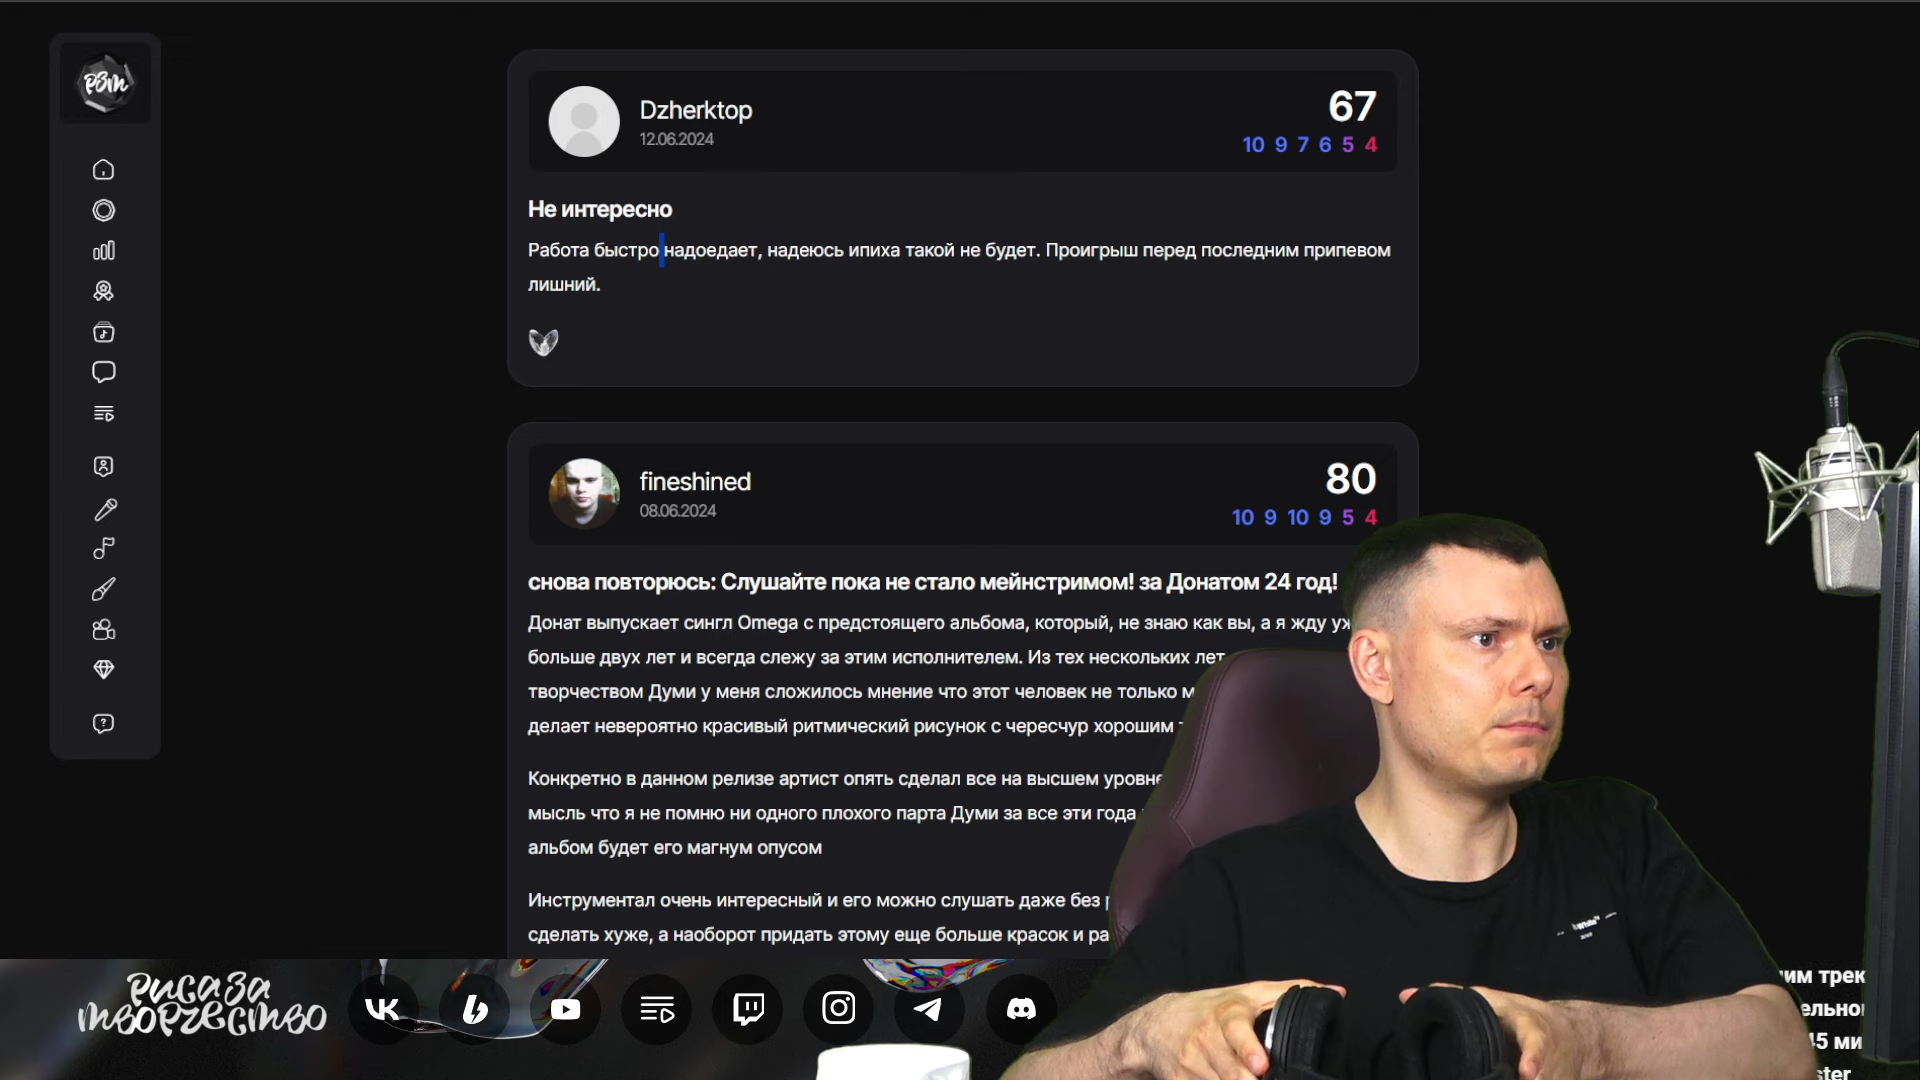 РЗТ
Dzherktop
12.06.2024
67
10 9 7 6 5 4
Не интересно
Работа быстро надоедает, надеюсь ипиха такой не будет. Проигрыш перед последним припевом
лишний.
fineshined
08.06.2024
80
10 9 10 9 5 4
снова повторюсь: Слушайте пока не стало мейнстримом! за Донатом 24 год!
Донат выпускает сингл Omega с предстоящего альбома, который, не знаю как вы, а я жду
больше двух лет и всегда слежу за этим исполнителем. Из тех нескольких лет
творчеством Думи у меня сложилось мнение что этот человек не только
делает невероятно красивый ритмический рисунок с чересчур хорошим
Конкретно в данном релизе артист опять сделал все на высшем
мысль что я не помню ни одного плохого парта Думи за все эти года
альбом будет его магнум опусом
Инструментал очень интересный и его можно слушать даже без
сделать хуже, а наоборот придать этому еще больше красок и
риса за
творчество